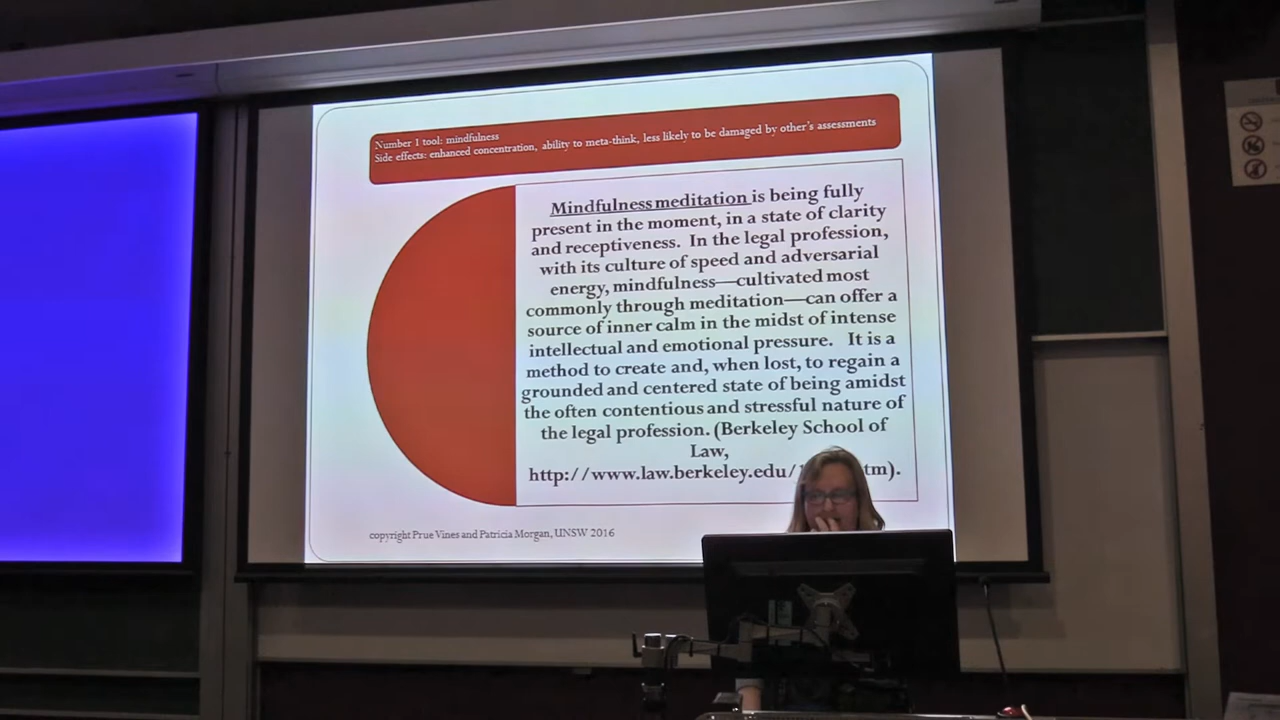 Number 1 tool: mindfulness
Side effects: enhanced concentration, ability to meta-think, less likely to be damaged by other's assessments
Mindfulness meditation is being fully
present in the moment, in a state of clarity
and receptiveness. In the legal profession,
with its culture of speed and adversarial
energy, mindfulness—cultivated most
commonly through meditation—can offer a
source of inner calm in the midst of intense
intellectual and emotional pressure. It is a
method to create and, when lost, to regain a
grounded and centered state of being amidst
the often contentious and stressful nature of
the legal profession. (Berkeley School of
Law,
http://www.law.berkeley.edu/ tm).
copyright Prue Vines and Patricia Morgan, UNSW 2016